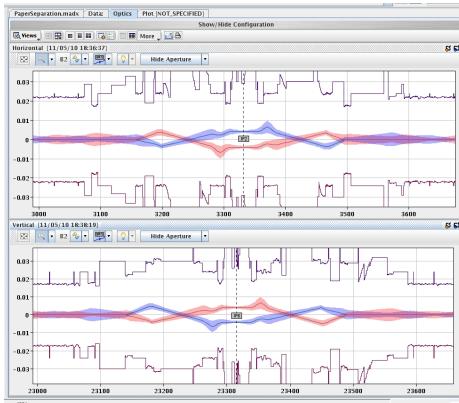 PaperSeparation.madx Data: Optics Plot [NOT_SPECIFIED]
Show/Hide Configuration
Views More
Horizontal [11/05/10 18:36:37]
Hide Aperture
0.03
0.02
0.01
0
-0.01
-0.02
-0.03
3000 3100 3200 3300 3400 3500 3600
Vertical [11/05/10 18:38:19]
Hide Aperture
0.03
0.02
0.01
0
-0.01
-0.02
-0.03
23000 23100 23200 23300 23400 23500 23600